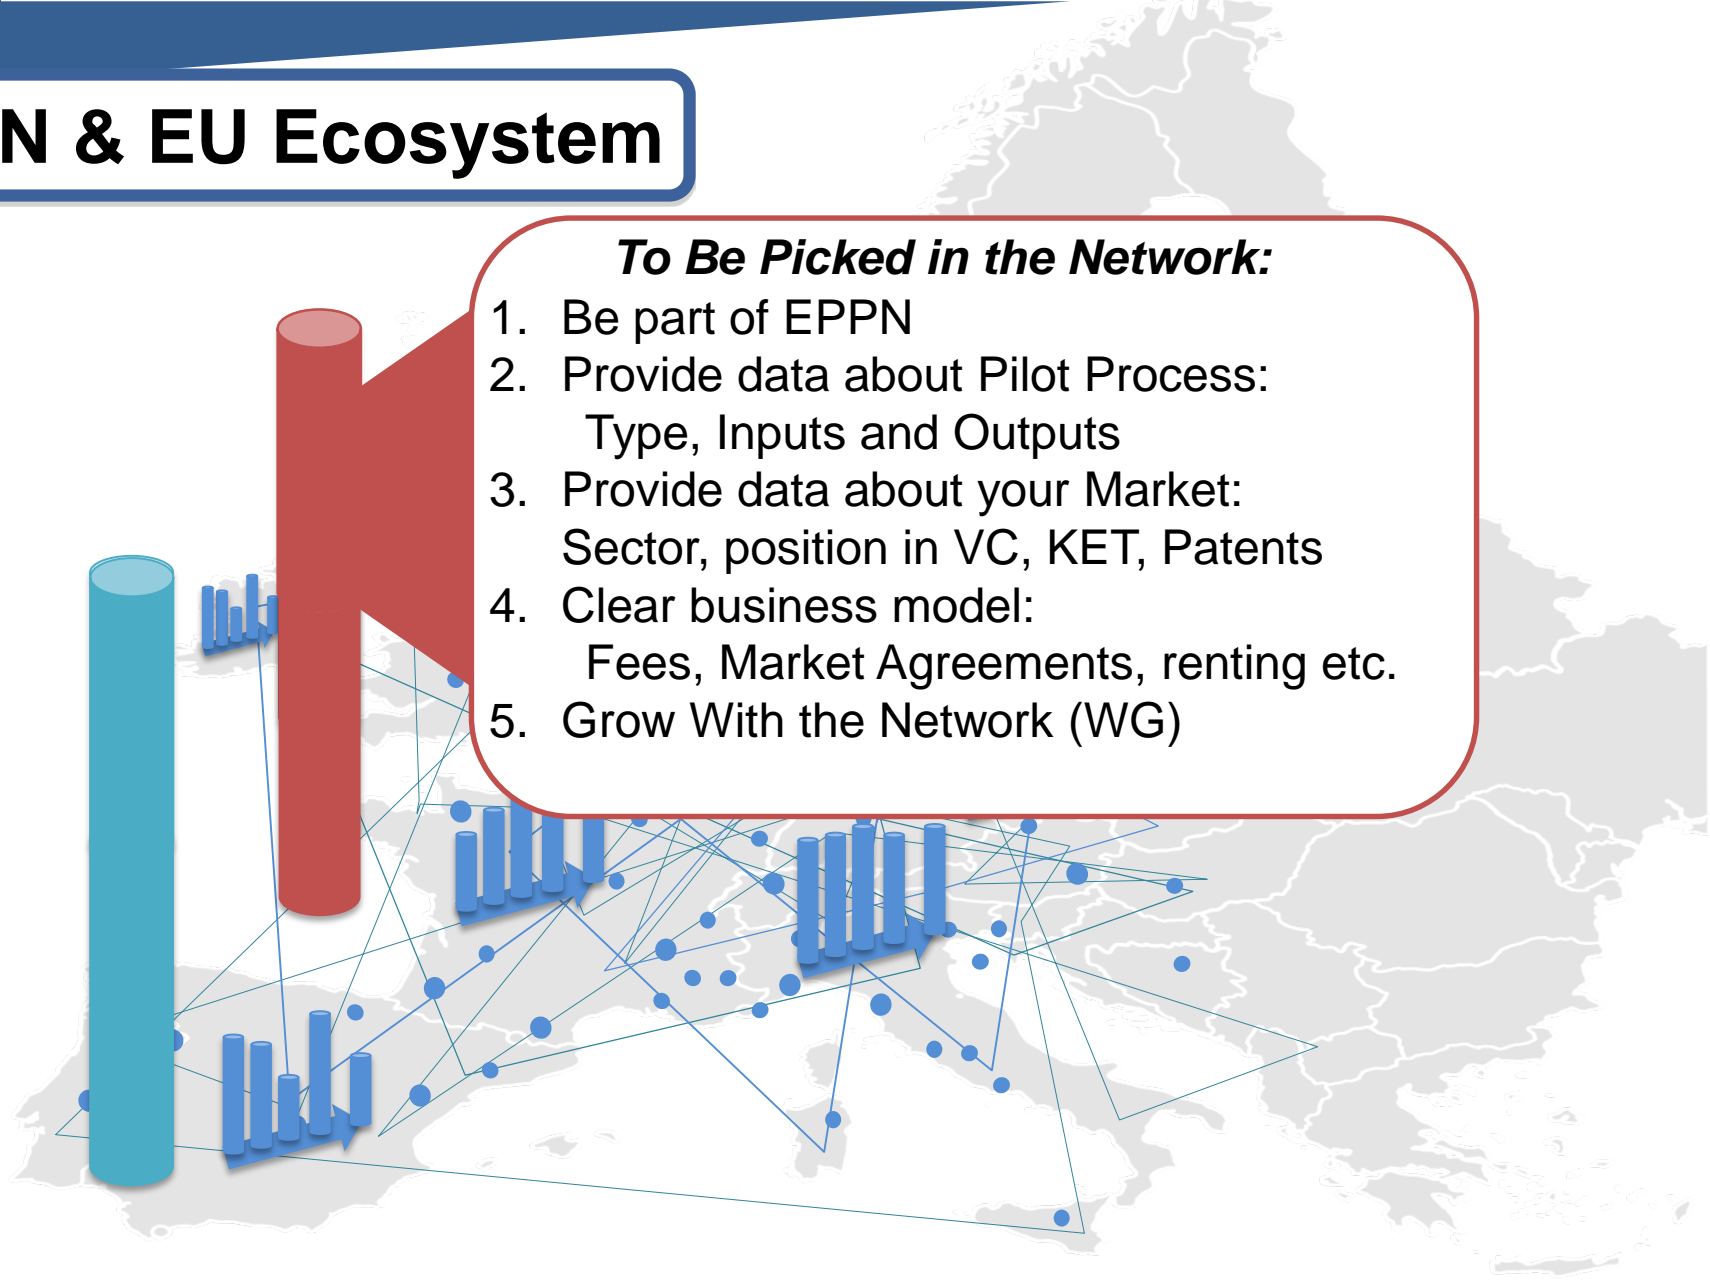 N & EU Ecosystem
To Be Picked in the Network:
1. Be part of EPPN
2. Provide data about Pilot Process:
Type, Inputs and Outputs
3. Provide data about your Market:
Sector, position in VC, KET, Patents
4. Clear business model:
Fees, Market Agreements, renting etc.
5. Grow With the Network (WG)